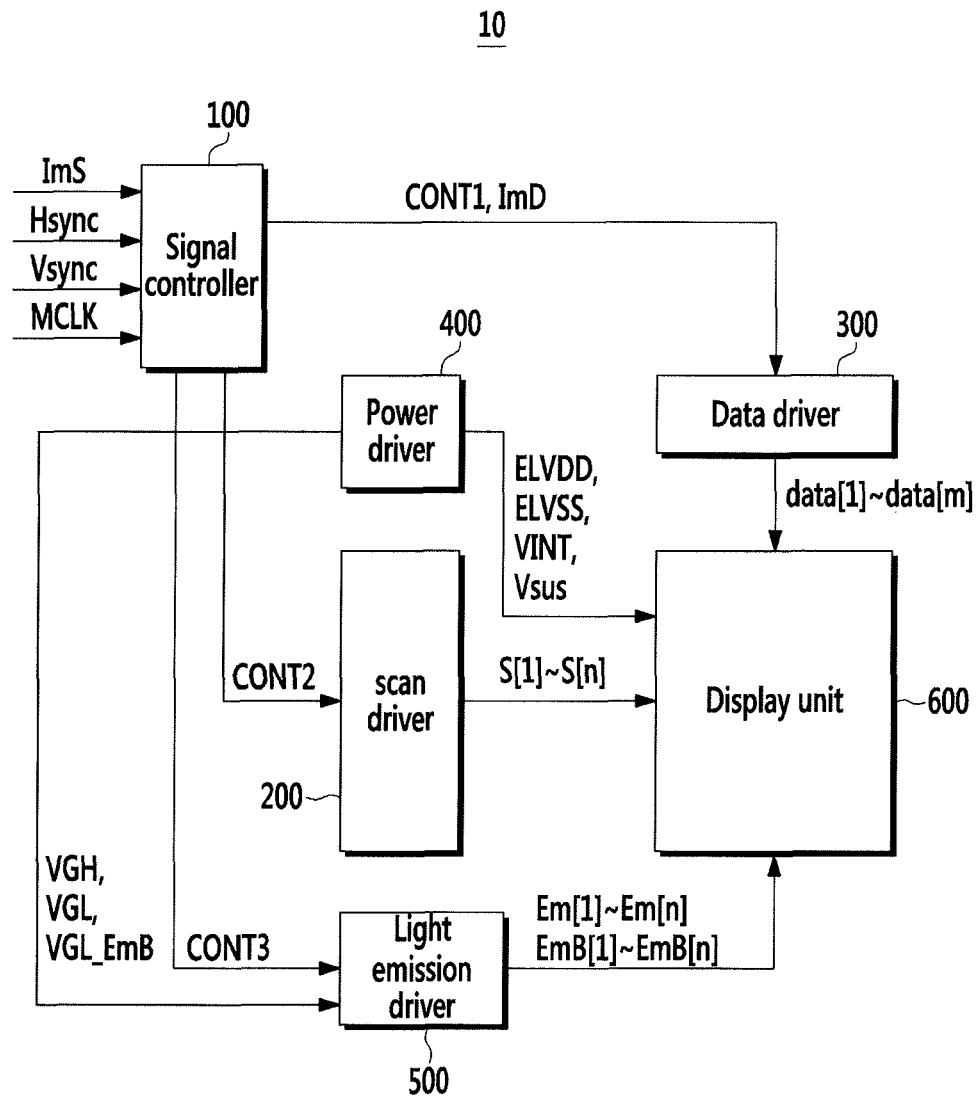 10
100
ImS
Hsync
Vsync
MCLK
Signal
controller
CONT1, ImD
400
300
Power
driver
Data driver
ELVDD,
ELVSS,
VINT,
Vsus
data[1]~data[m]
CONT2
scan
driver
S[1]~S[n]
Display unit
600
200
VGH,
VGL,
VGL_EmB
CONT3
Light
emission
driver
Em[1]~Em[n]
EmB[1]~EmB[n]
500